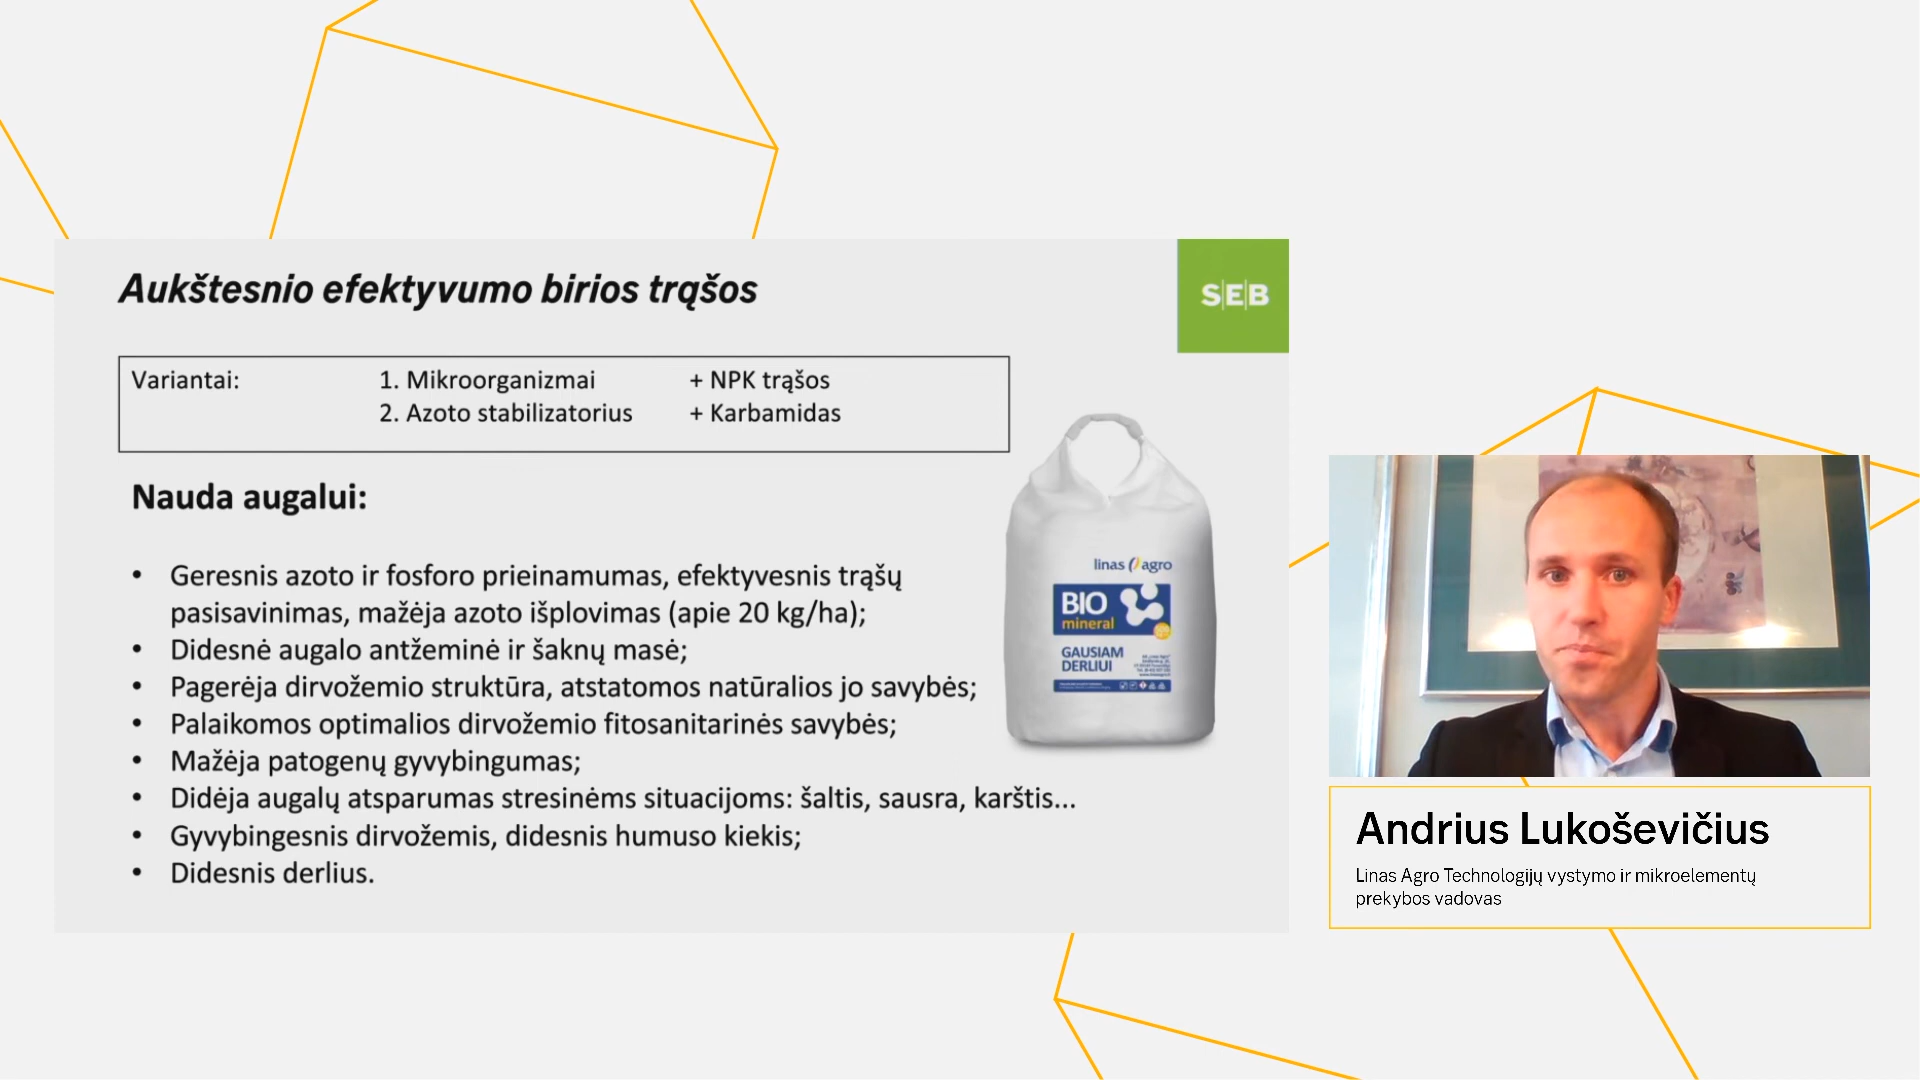 Aukštesnio efektyvumo birios trąšos
S|E|B
Variantai: 1. Mikroorganizmai + NPK trąšos
2. Azoto stabilizatorius + Karbamidas
Nauda augalui:
• Geresnis azoto ir fosforo prieinamumas, efektyvesnis trąšų
pasisavinimas, mažėja azoto išplovimas (apie 20 kg/ha);
• Didesnė augalo antžeminė ir šaknų masė;
• Pagerėja dirvožemio struktūra, atstatomos natūralios jo savybės;
• Palaikomos optimalios dirvožemio fitosanitarinės savybės;
• Mažėja patogenų gyvybingumas;
• Didėja augalų atsparumas stresinėms situacijoms: šaltis, sausra, karštis...
• Gyvybingesnis dirvožemis, didesnis humuso kiekis;
• Didesnis derlius.
linas agro
BIO
mineral
GAUSIAM
DERLIUI
Andrius Lukoševičius
Linas Agro Technologijų vystymo ir mikroelementų
prekybos vadovas